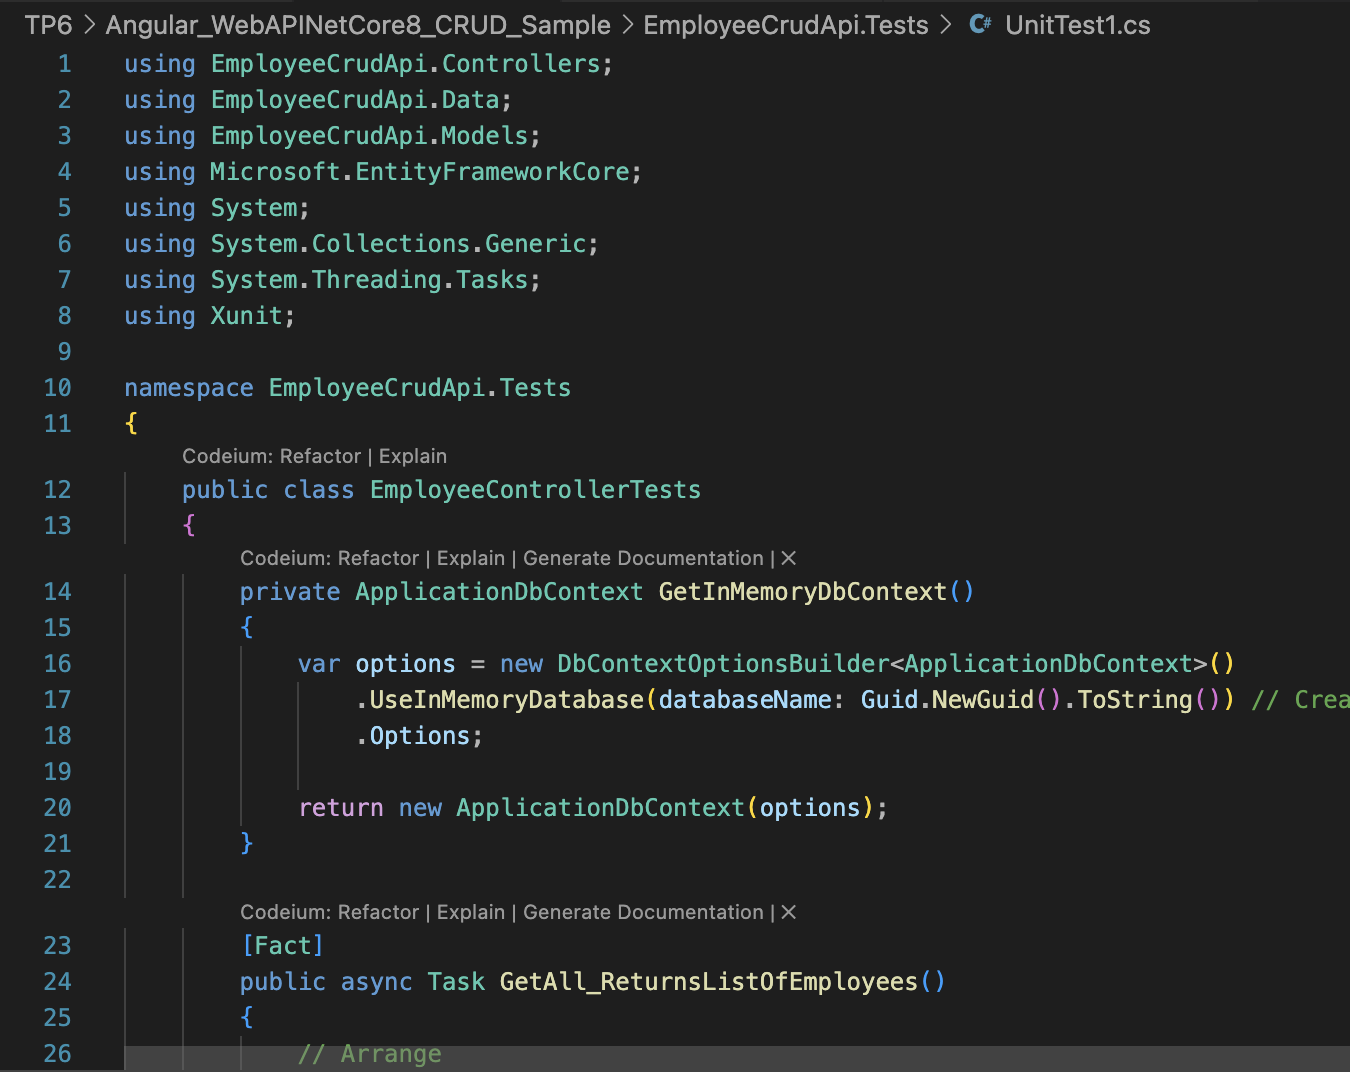 TP6 > Angular_WebAPINetCore8_CRUD_Sample > EmployeeCrudApi.Tests > C# UnitTest1.cs
1 using EmployeeCrudApi.Controllers;
2 using EmployeeCrudApi.Data;
3 using EmployeeCrudApi.Models;
4 using Microsoft.EntityFrameworkCore;
5 using System;
6 using System.Collections.Generic;
7 using System.Threading.Tasks;
8 using Xunit;
9
10 namespace EmployeeCrudApi.Tests
11 {
Codeium: Refactor | Explain
12 public class EmployeeControllerTests
13 {
Codeium: Refactor | Explain | Generate Documentation | ×
14 private ApplicationDbContext GetInMemoryDbContext()
15 {
16 var options = new DbContextOptionsBuilder<ApplicationDbContext>()
17 .UseInMemoryDatabase(databaseName: Guid.NewGuid().ToString()) // Crea
18 .Options;
19
20 return new ApplicationDbContext(options);
21 }
22
Codeium: Refactor | Explain | Generate Documentation | ×
23 [Fact]
24 public async Task GetAll_ReturnsListOfEmployees()
25 {
26 // Arrange